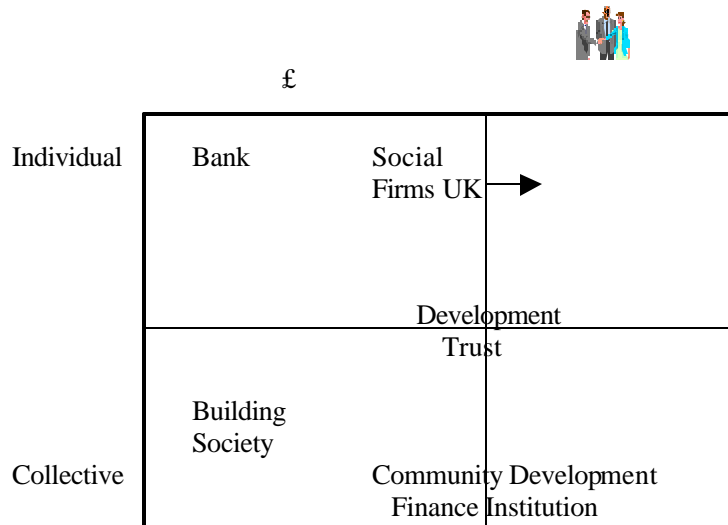 £
Individual
Bank
Social
Firms UK
Development
Trust
Building
Society
Collective
Community Development
Finance Institution